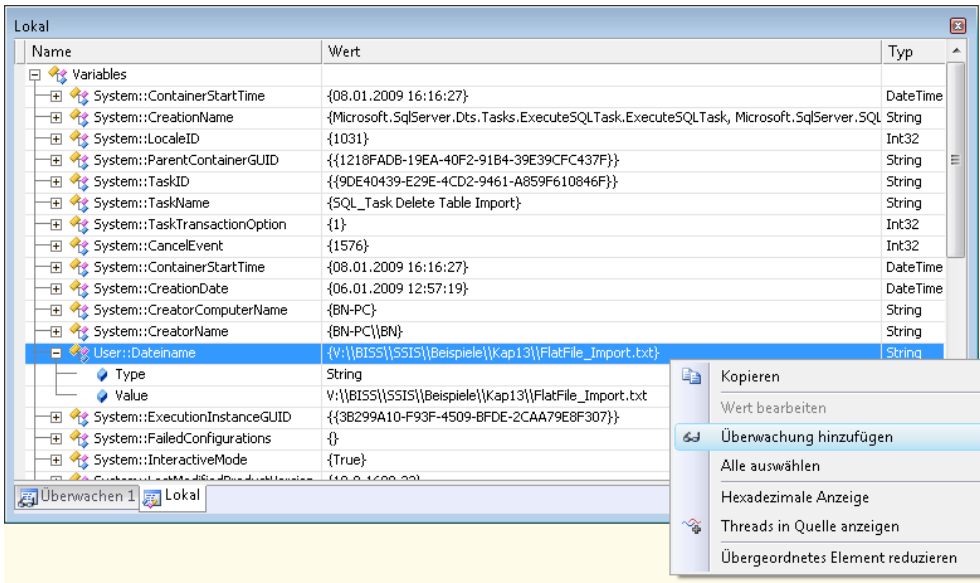 Lokal
Name Wert Typ
Variables
System::ContainerStartTime {08.01.2009 16:16:27} DateTime
System::CreationName {Microsoft.SqlServer.Dts.Tasks.ExecuteSQLTask.ExecuteSQLTask, Microsoft.SqlServer.SQL String
System::LocaleID {1031} Int32
System::ParentContainerGUID {{1218FADB-19EA-40F2-91B4-39E39CFC437F}} String
System::TaskID {{9DE40439-E29E-4CD2-9461-A859F610846F}} String
System::TaskName {SQL_Task Delete Table Import} String
System::TaskTransactionOption {1} Int32
System::CancelEvent {1576} Int32
System::ContainerStartTime {08.01.2009 16:16:27} DateTime
System::CreationDate {06.01.2009 12:57:19} DateTime
System::CreatorComputerName {BN-PC} String
System::CreatorName {BN-PC\\BN} String
User::Dateiname {V:\\BISS\\SSIS\\Beispiele\\Kap13\\FlatFile_Import.txt} String
Type String
Value V:\\BISS\\SSIS\\Beispiele\\Kap13\\FlatFile_Import.txt
System::ExecutionInstanceGUID {{3B299A10-F93F-4509-BFDE-2CAA79E8F307}}
System::FailedConfigurations {}
System::InteractiveMode {True}
System::LastModifiedProductVersion {10.0.1600.22}
Überwachen 1 Lokal
Kopieren
Wert bearbeiten
Überwachung hinzufügen
Alle auswählen
Hexadezimale Anzeige
Threads in Quelle anzeigen
Übergeordnetes Element reduzieren